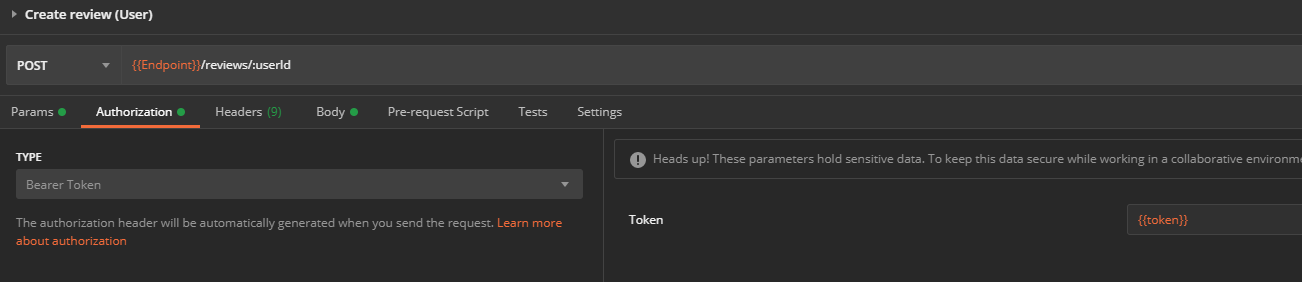 Create review (User)
POST
{{Endpoint}}/reviews/:userId
Params Authorization Headers (9) Body Pre-request Script Tests Settings
TYPE
Bearer Token
The authorization header will be automatically generated when you send the request. Learn more
about authorization
Heads up! These parameters hold sensitive data. To keep this data secure while working in a collaborative environme
Token
{{token}}